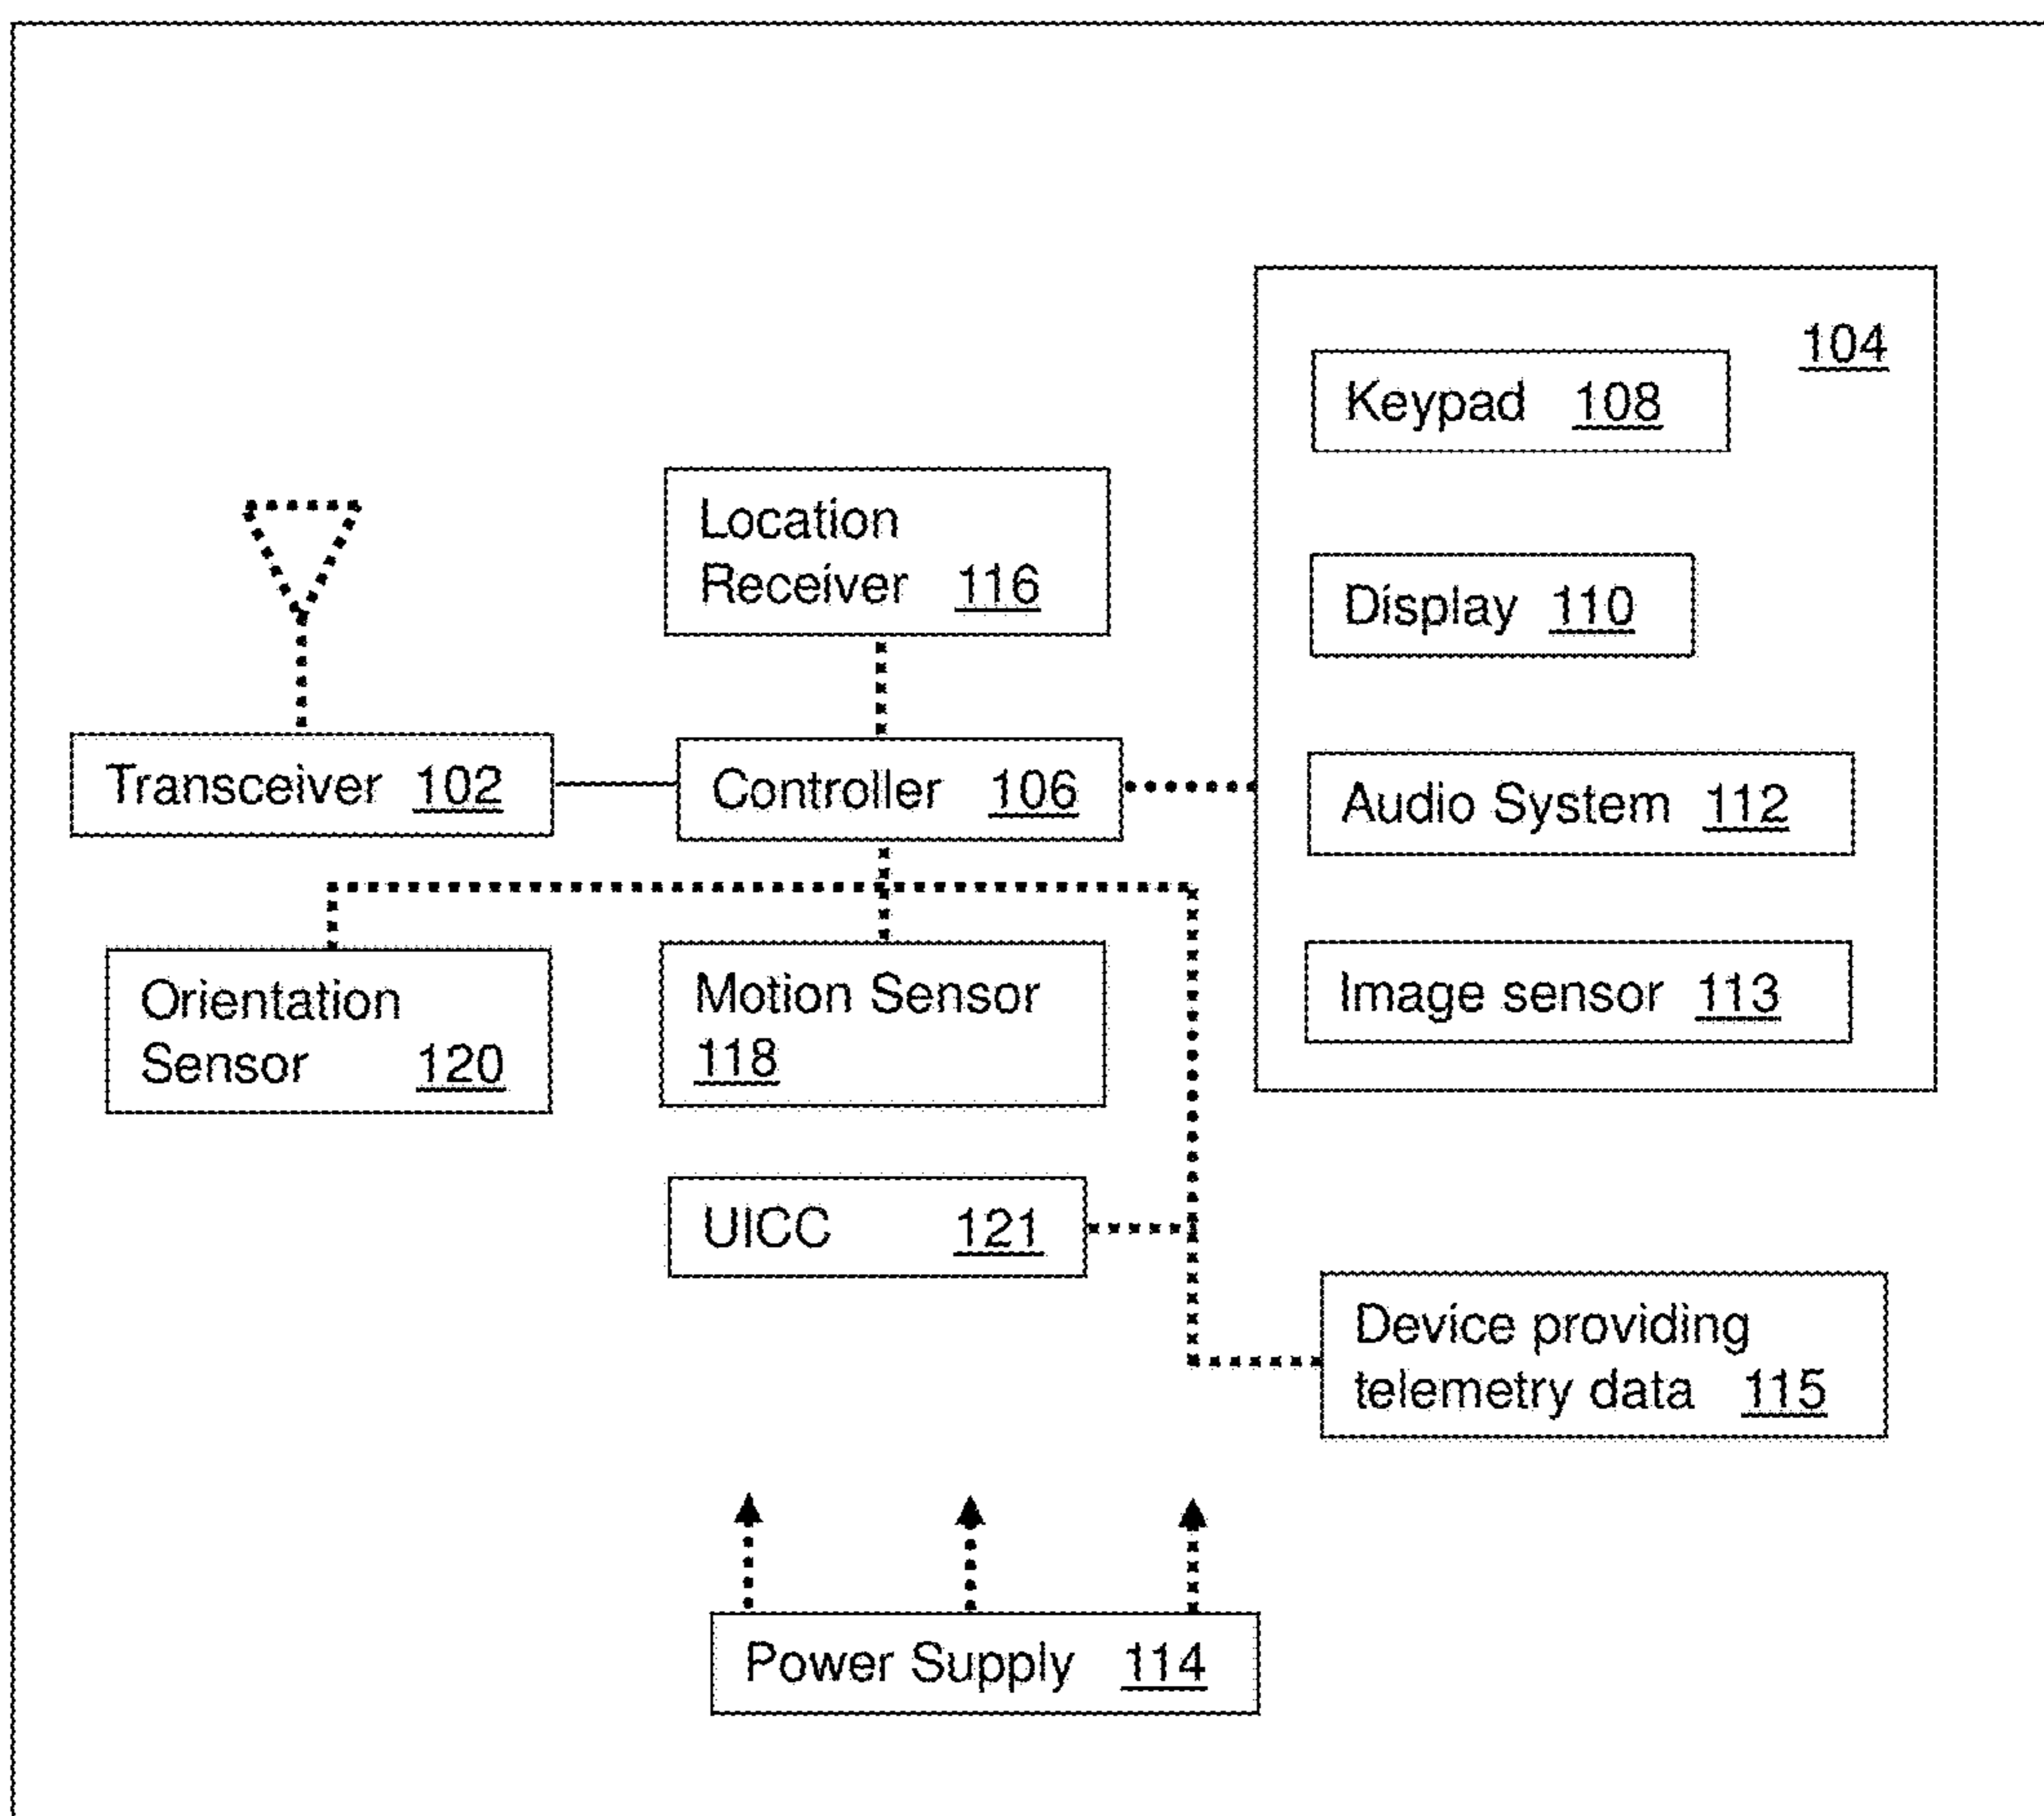 104
Keypad 108
Location
Receiver 116
Display 110
Transceiver 102
Controller 106
Audio System 112
Orientation
Sensor 120
Motion Sensor
118
Image sensor 113
UICC 121
Device providing
telemetry data 115
Power Supply 114